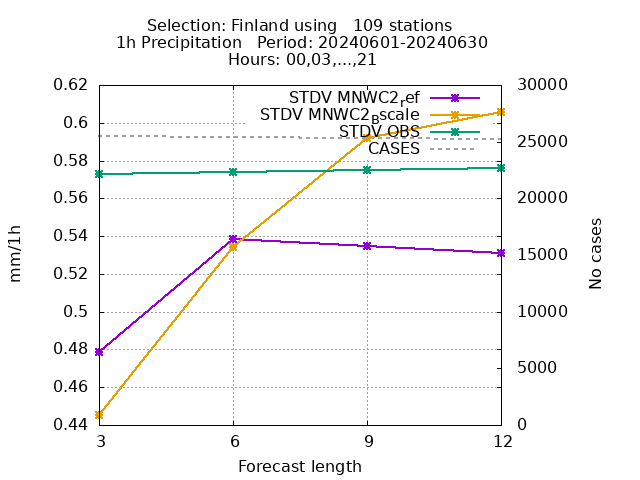 Selection: Finland using   109 stations
1h Precipitation   Period: 20240601-20240630
Hours: 00,03,...,21
STDV MNWC2_ref
STDV MNWC2_Bscale
STDV OBS
CASES
0.62
0.6
0.58
0.56
0.54
0.52
0.5
0.48
0.46
0.44
mm/1h
30000
25000
20000
15000
10000
5000
0
No cases
3 6 9 12
Forecast length